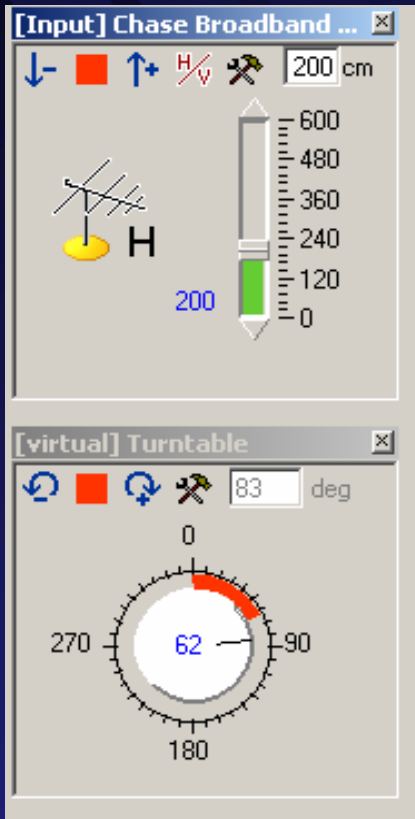 [Input] Chase Broadband ...
H/V 200 cm
600
480
360
240
120
0
H
200
[virtual] Turntable
83 deg
0
270 62 90
180